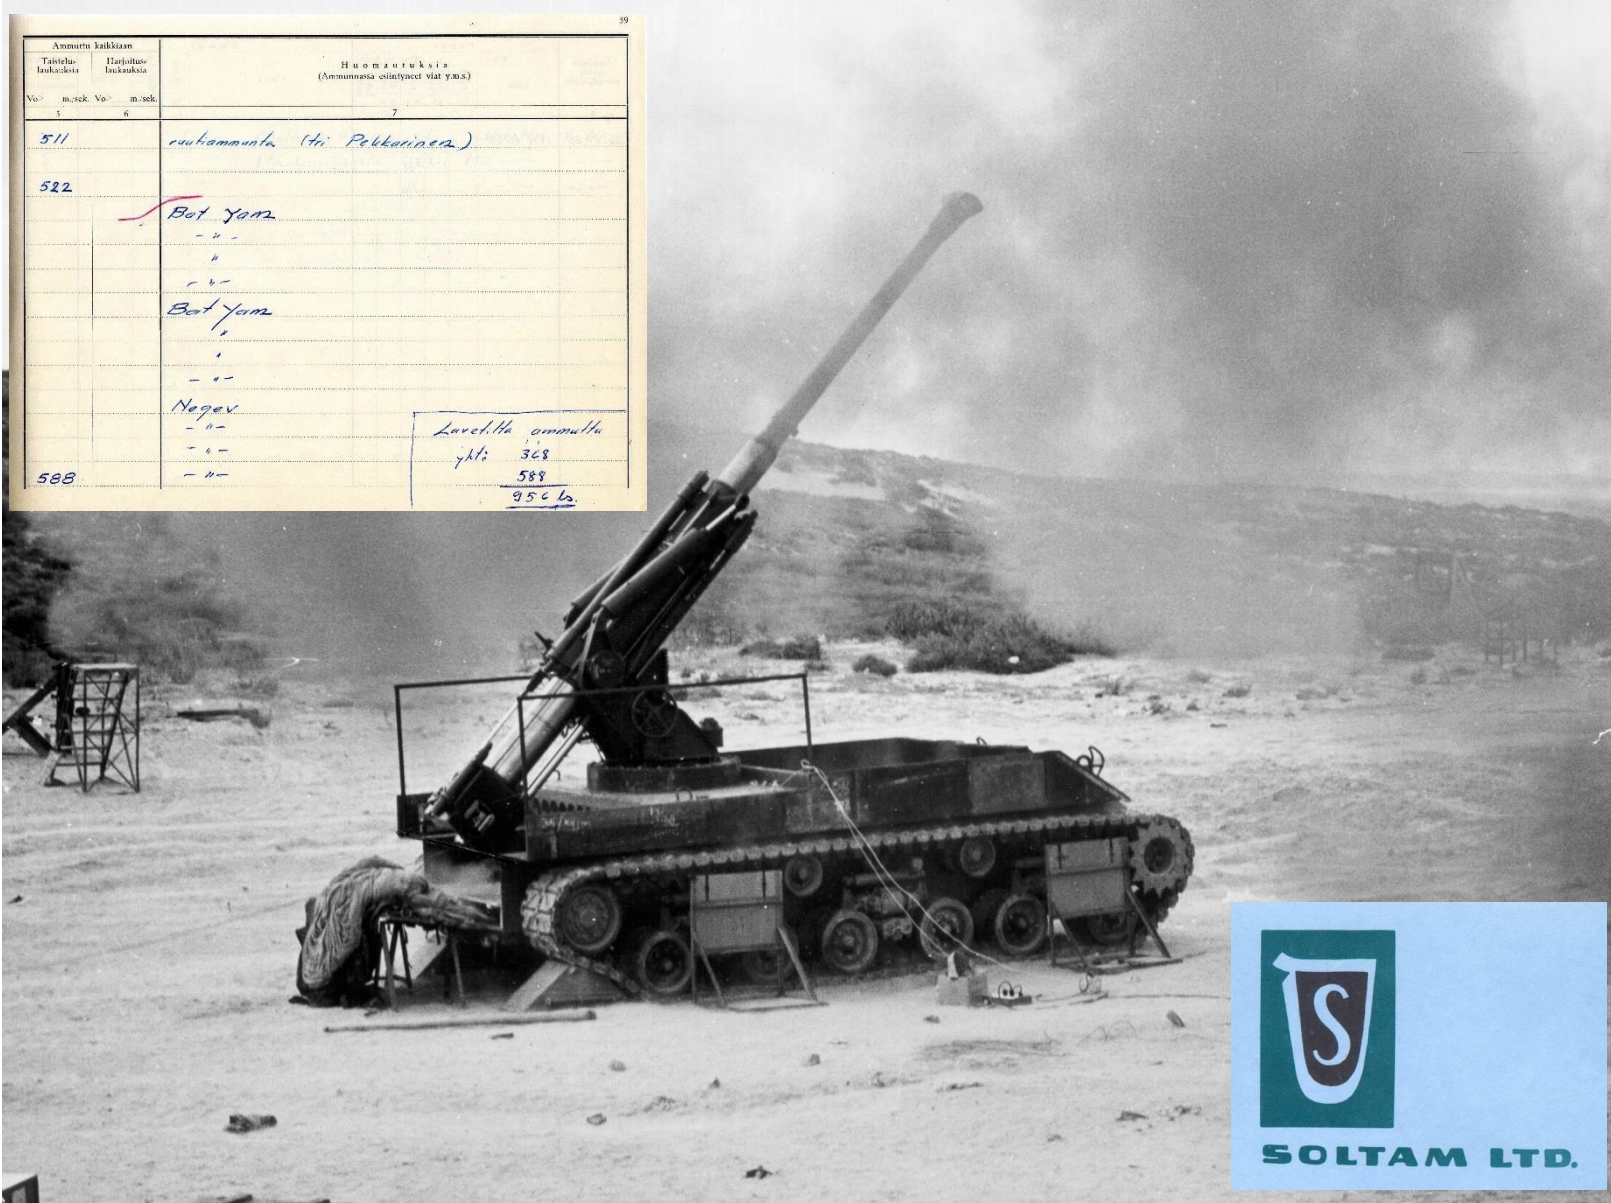 59
Ammuttu kaikkiaan
Taistelu-
laukauksia
Harjoitus-
laukauksia
Huomautuksia
(Ammunnassa esiintyneet viat y.m.s.)
Vo m./sek. Vo m./sek.
5 6 7
511 ruutiammunta (tri Pekkarinen)
522
Bat Yam
- " -
"
- " -
Bat Yam
"
"
- " -
Negev
- " -
- " -
588 - " -
Lavetilta ammuttu
yht: 368
588
956 ls.
S
SOLTAM LTD.